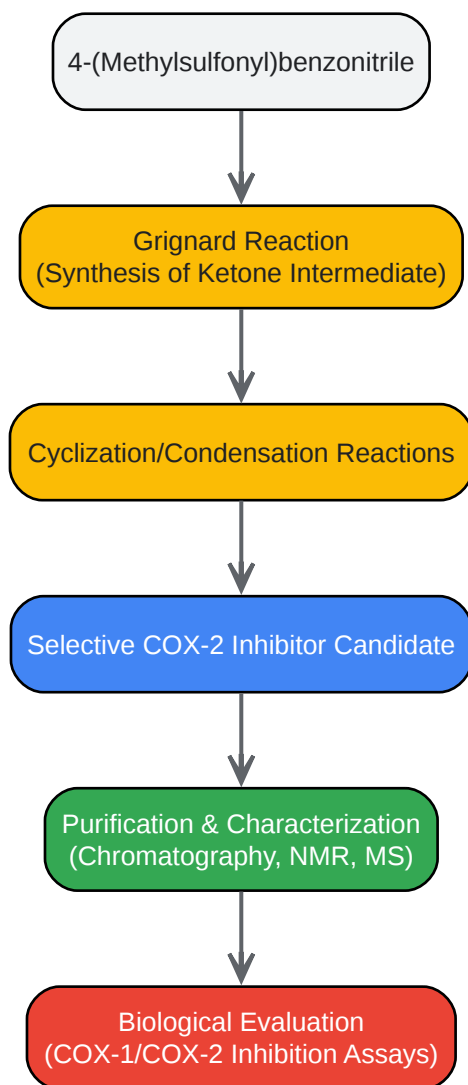 4-(Methylsulfonyl)benzonitrile
Grignard Reaction
(Synthesis of Ketone Intermediate)
Cyclization/Condensation Reactions
Selective COX-2 Inhibitor Candidate
Purification & Characterization
(Chromatography, NMR, MS)
Biological Evaluation
(COX-1/COX-2 Inhibition Assays)